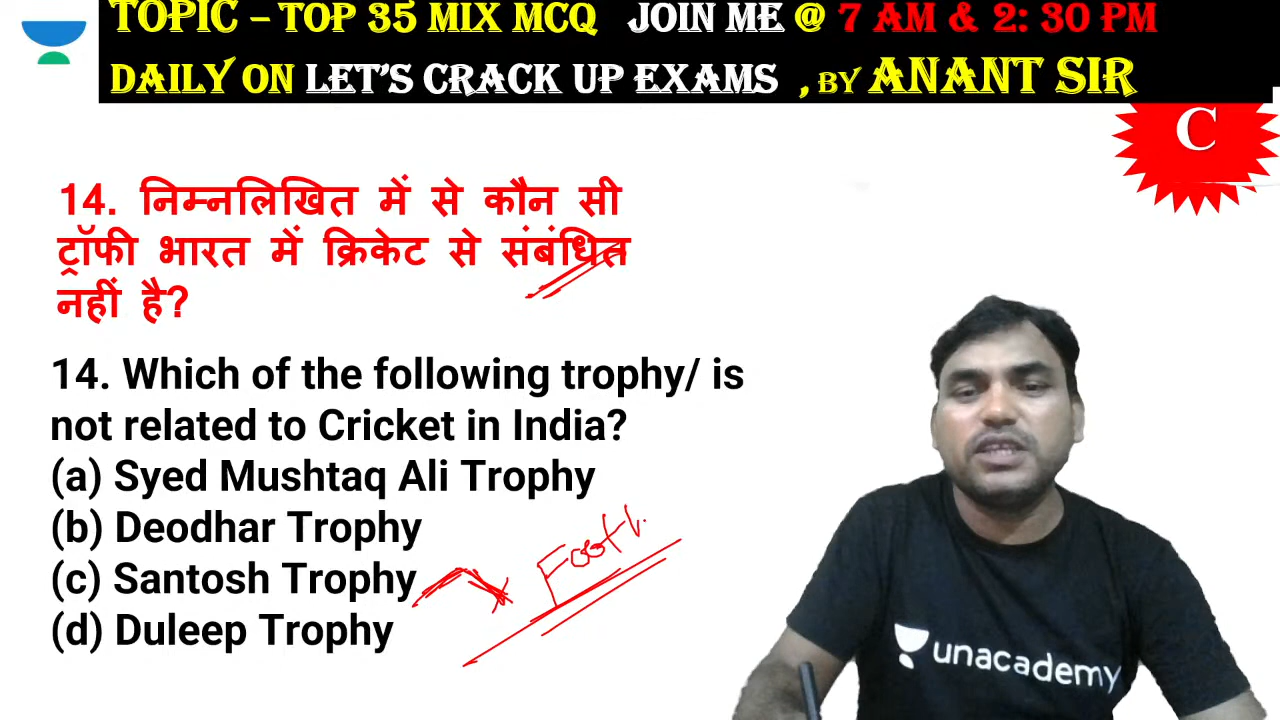 TOPIC – TOP 35 MIX MCQ JOIN ME @ 7 AM & 2: 30 PM
DAILY ON LET'S CRACK UP EXAMS , BY ANANT SIR
C
14. निम्नलिखित में से कौन सी
ट्रॉफी भारत में क्रिकेट से संबंधित
नहीं है?
14. Which of the following trophy/ is
not related to Cricket in India?
(a) Syed Mushtaq Ali Trophy
(b) Deodhar Trophy
(c) Santosh Trophy
(d) Duleep Trophy
Footb
unacademy